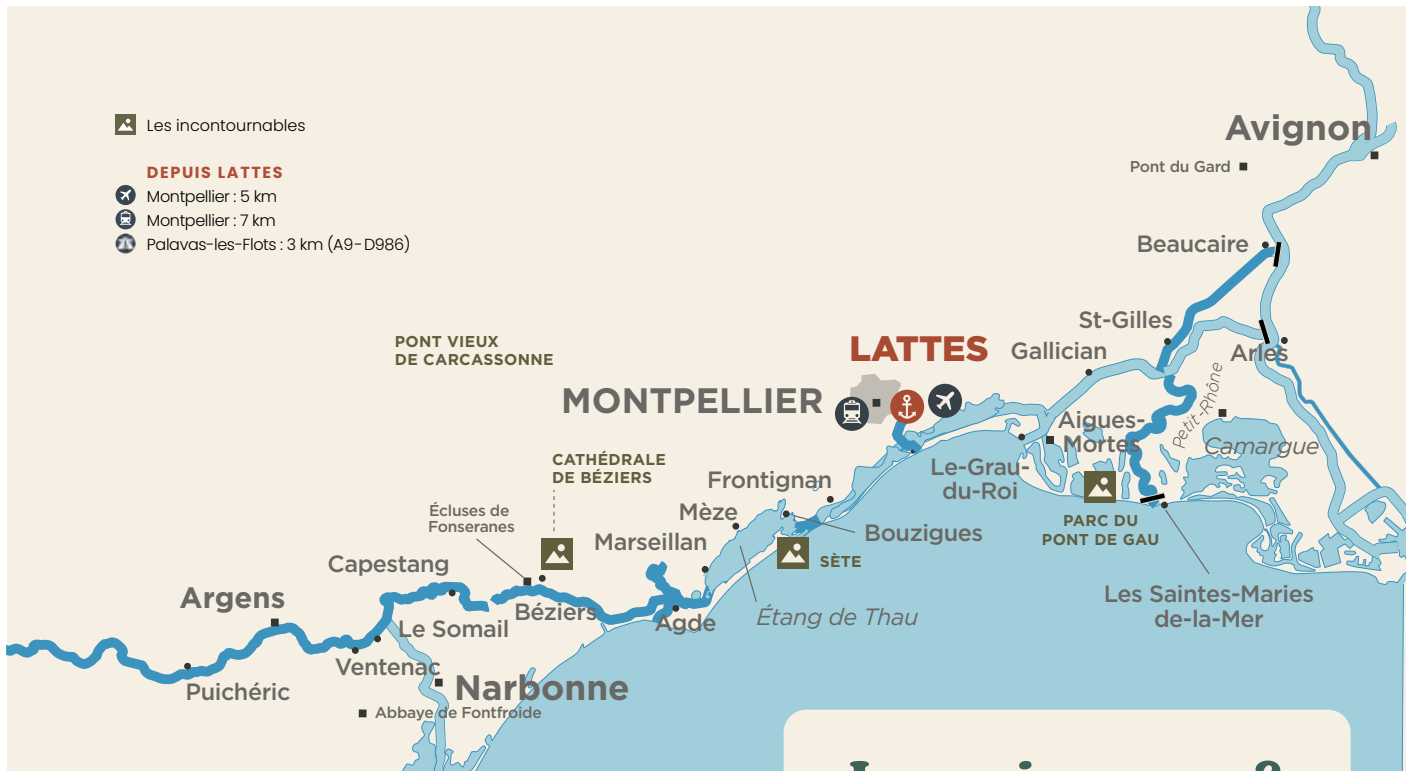 Les incontournables
DEPUIS LATTES
Montpellier : 5 km
Montpellier : 7 km
Palavas-les-Flots : 3 km (A9-D986)
Avignon
Pont du Gard
Beaucaire
St-Gilles
Arles
Gallician
PONT VIEUX
DE CARCASSONNE
LATTES
MONTPELLIER
Petit-Rhône
Aigues-
Mortes
Camargue
CATHÉDRALE
DE BÉZIERS
Le-Grau-
du-Roi
Frontignan
Mèze
Écluses de
Fonseranes
PARC DU
PONT DE GAU
Bouzigues
Marseillan
SÈTE
Capestang
Argens
Les Saintes-Maries
de-la-Mer
Béziers
Étang de Thau
Agde
Le Somail
Ventenac
Puichéric
Narbonne
Abbaye de Fontfroide